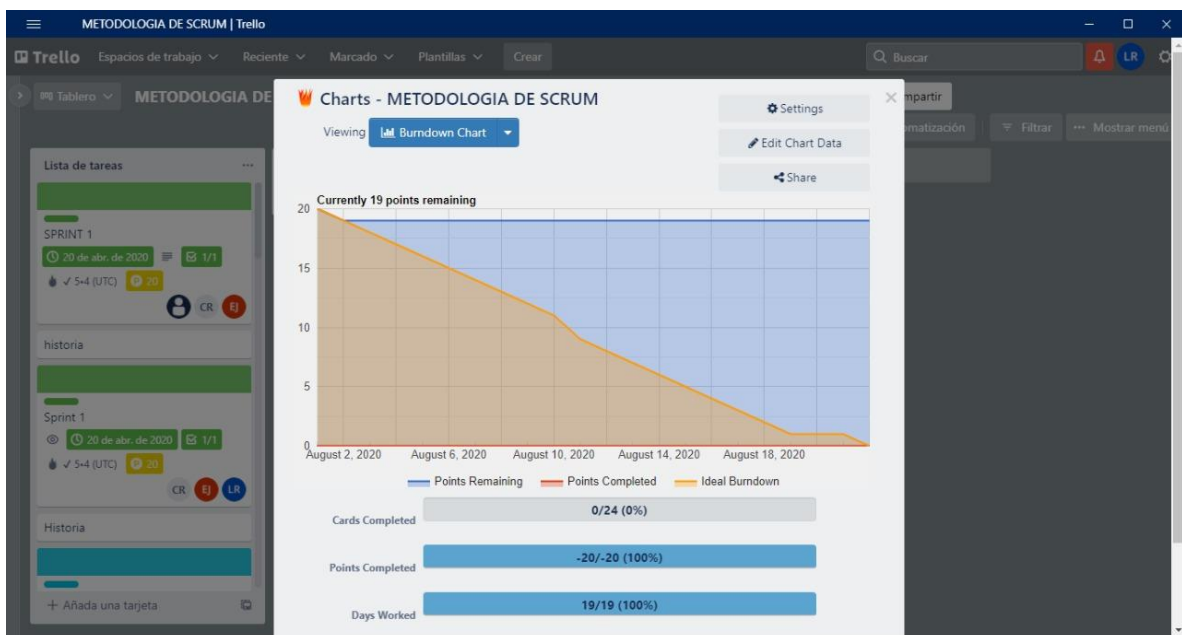 METODOLOGIA DE SCRUM | Trello
Trello Espacios de trabajo Reciente Marcado Plantillas Crear Buscar LR
Tablero METODOLOGIA DE mpartir
omatización Filtrar Mostrar menú
Charts - METODOLOGIA DE SCRUM
Viewing Burndown Chart
Settings
Edit Chart Data
Share
Lista de tareas
SPRINT 1
20 de abr. de 2020 1/1
5+4 (UTC) P 20
CR EJ
historia
Sprint 1
20 de abr. de 2020 1/1
5+4 (UTC) P 20
CR EJ LR
Historia
+ Añada una tarjeta
Currently 19 points remaining
20
15
10
5
0
August 2, 2020 August 6, 2020 August 10, 2020 August 14, 2020 August 18, 2020
Points Remaining Points Completed Ideal Burndown
Cards Completed 0/24 (0%)
Points Completed -20/-20 (100%)
Days Worked 19/19 (100%)